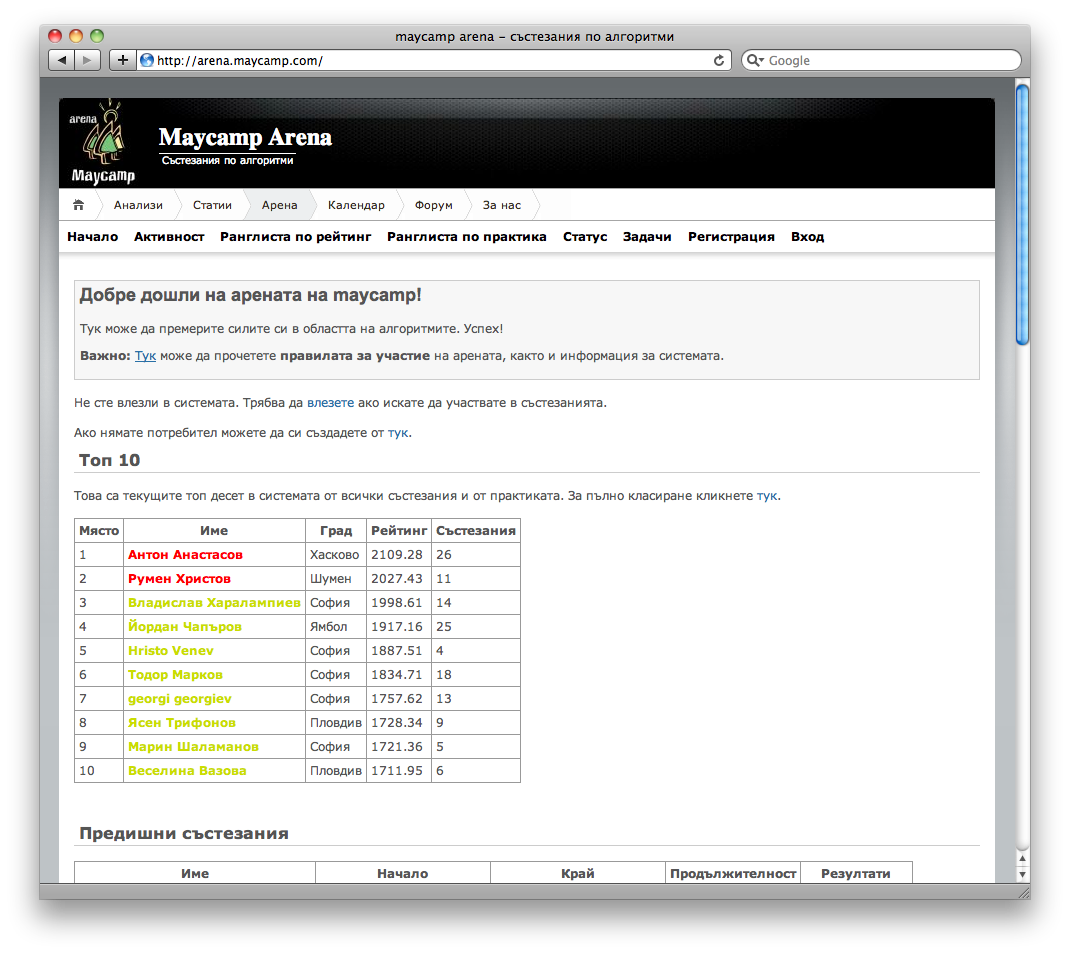 maycamp arena – състезания по алгоритми
http://arena.maycamp.com/
Google
arena
Maycamp
Maycamp Arena
Състезания по алгоритми
Анализи Статии Арена Календар Форум За нас
Начало Активност Ранглиста по рейтинг Ранглиста по практика Статус Задачи Регистрация Вход
Добре дошли на арената на maycamp!
Тук може да премерите силите си в областта на алгоритмите. Успех!
Важно: Тук може да прочетете правилата за участие на арената, както и информация за системата.
Не сте влезли в системата. Трябва да влезете ако искате да участвате в състезанията.
Ако нямате потребител можете да си създадете от тук.
Топ 10
Това са текущите топ десет в системата от всички състезания и от практиката. За пълно класиране кликнете тук.
Място Име Град Рейтинг Състезания
1 Антон Анастасов Хасково 2109.28 26
2 Румен Христов Шумен 2027.43 11
3 Владислав Харалампиев София 1998.61 14
4 Йордан Чапъров Ямбол 1917.16 25
5 Hristo Venev София 1887.51 4
6 Тодор Марков София 1834.71 18
7 georgi georgiev София 1757.62 13
8 Ясен Трифонов Пловдив 1728.34 9
9 Марин Шаламанов София 1721.36 5
10 Веселина Вазова Пловдив 1711.95 6
Предишни състезания
Име Начало Край Продължителност Резултати